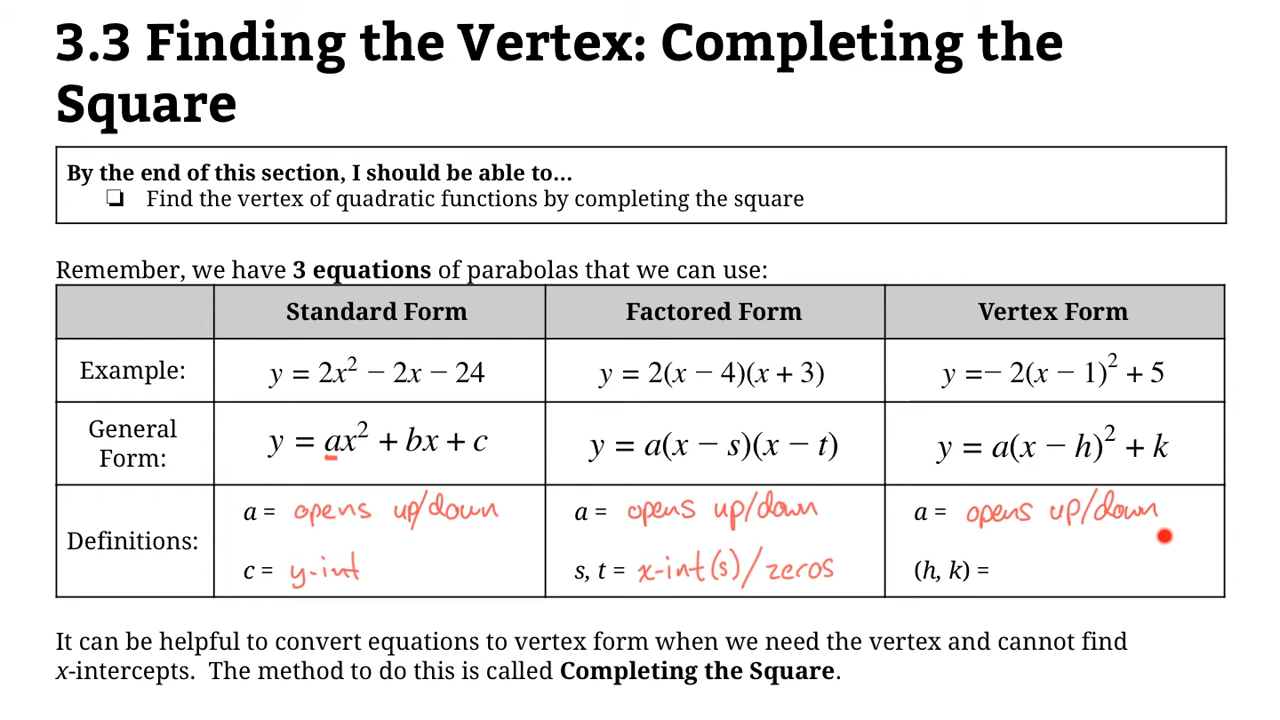 3.3 Finding the Vertex: Completing the
Square
By the end of this section, I should be able to...
❏ Find the vertex of quadratic functions by completing the square
Remember, we have 3 equations of parabolas that we can use:
Standard Form Factored Form Vertex Form
Example: y = 2x² − 2x − 24 y = 2(x − 4)(x + 3) y =− 2(x − 1)² + 5
General
Form: y = ax² + bx + c y = a(x − s)(x − t) y = a(x − h)² + k
Definitions:
a = opens up/down a = opens up/down a = opens up/down
c = y-int s, t = x-int(s)/zeros (h, k) =
It can be helpful to convert equations to vertex form when we need the vertex and cannot find
x-intercepts. The method to do this is called Completing the Square.